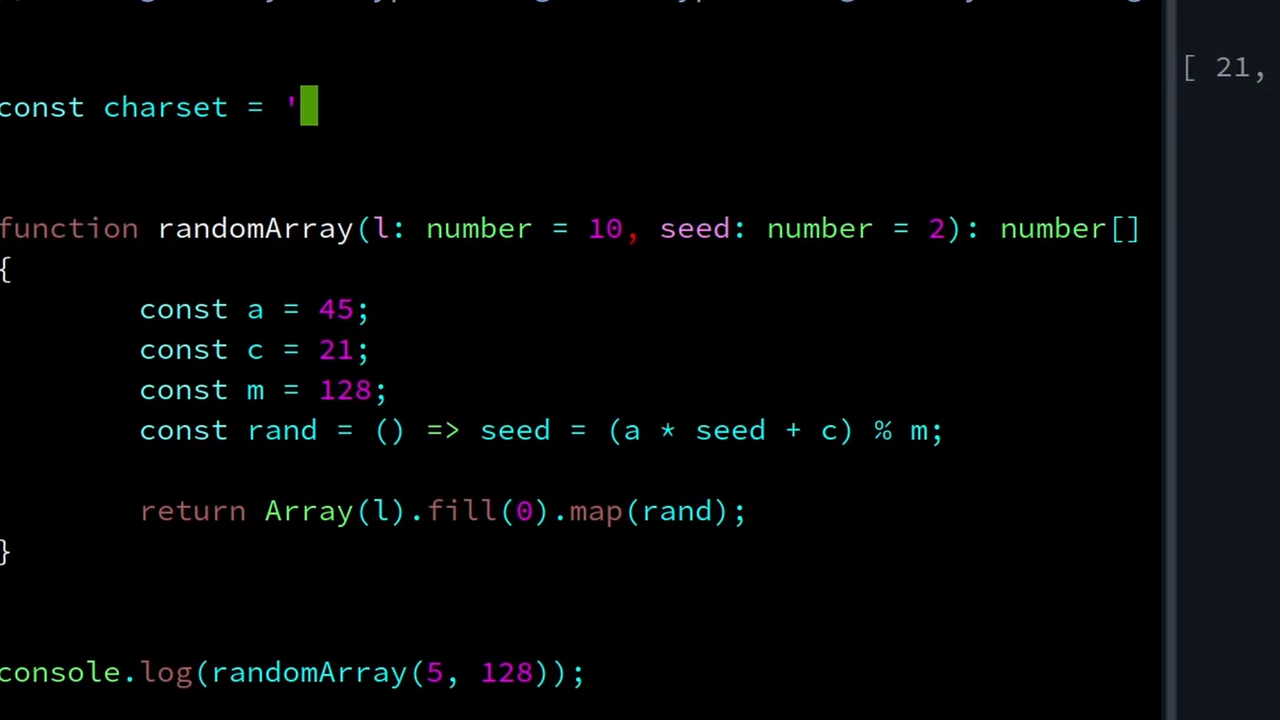 const charset = '
[ 21,
function randomArray(l: number = 10, seed: number = 2): number[]
{
const a = 45;
const c = 21;
const m = 128;
const rand = () => seed = (a * seed + c) % m;
return Array(l).fill(0).map(rand);
}
console.log(randomArray(5, 128));